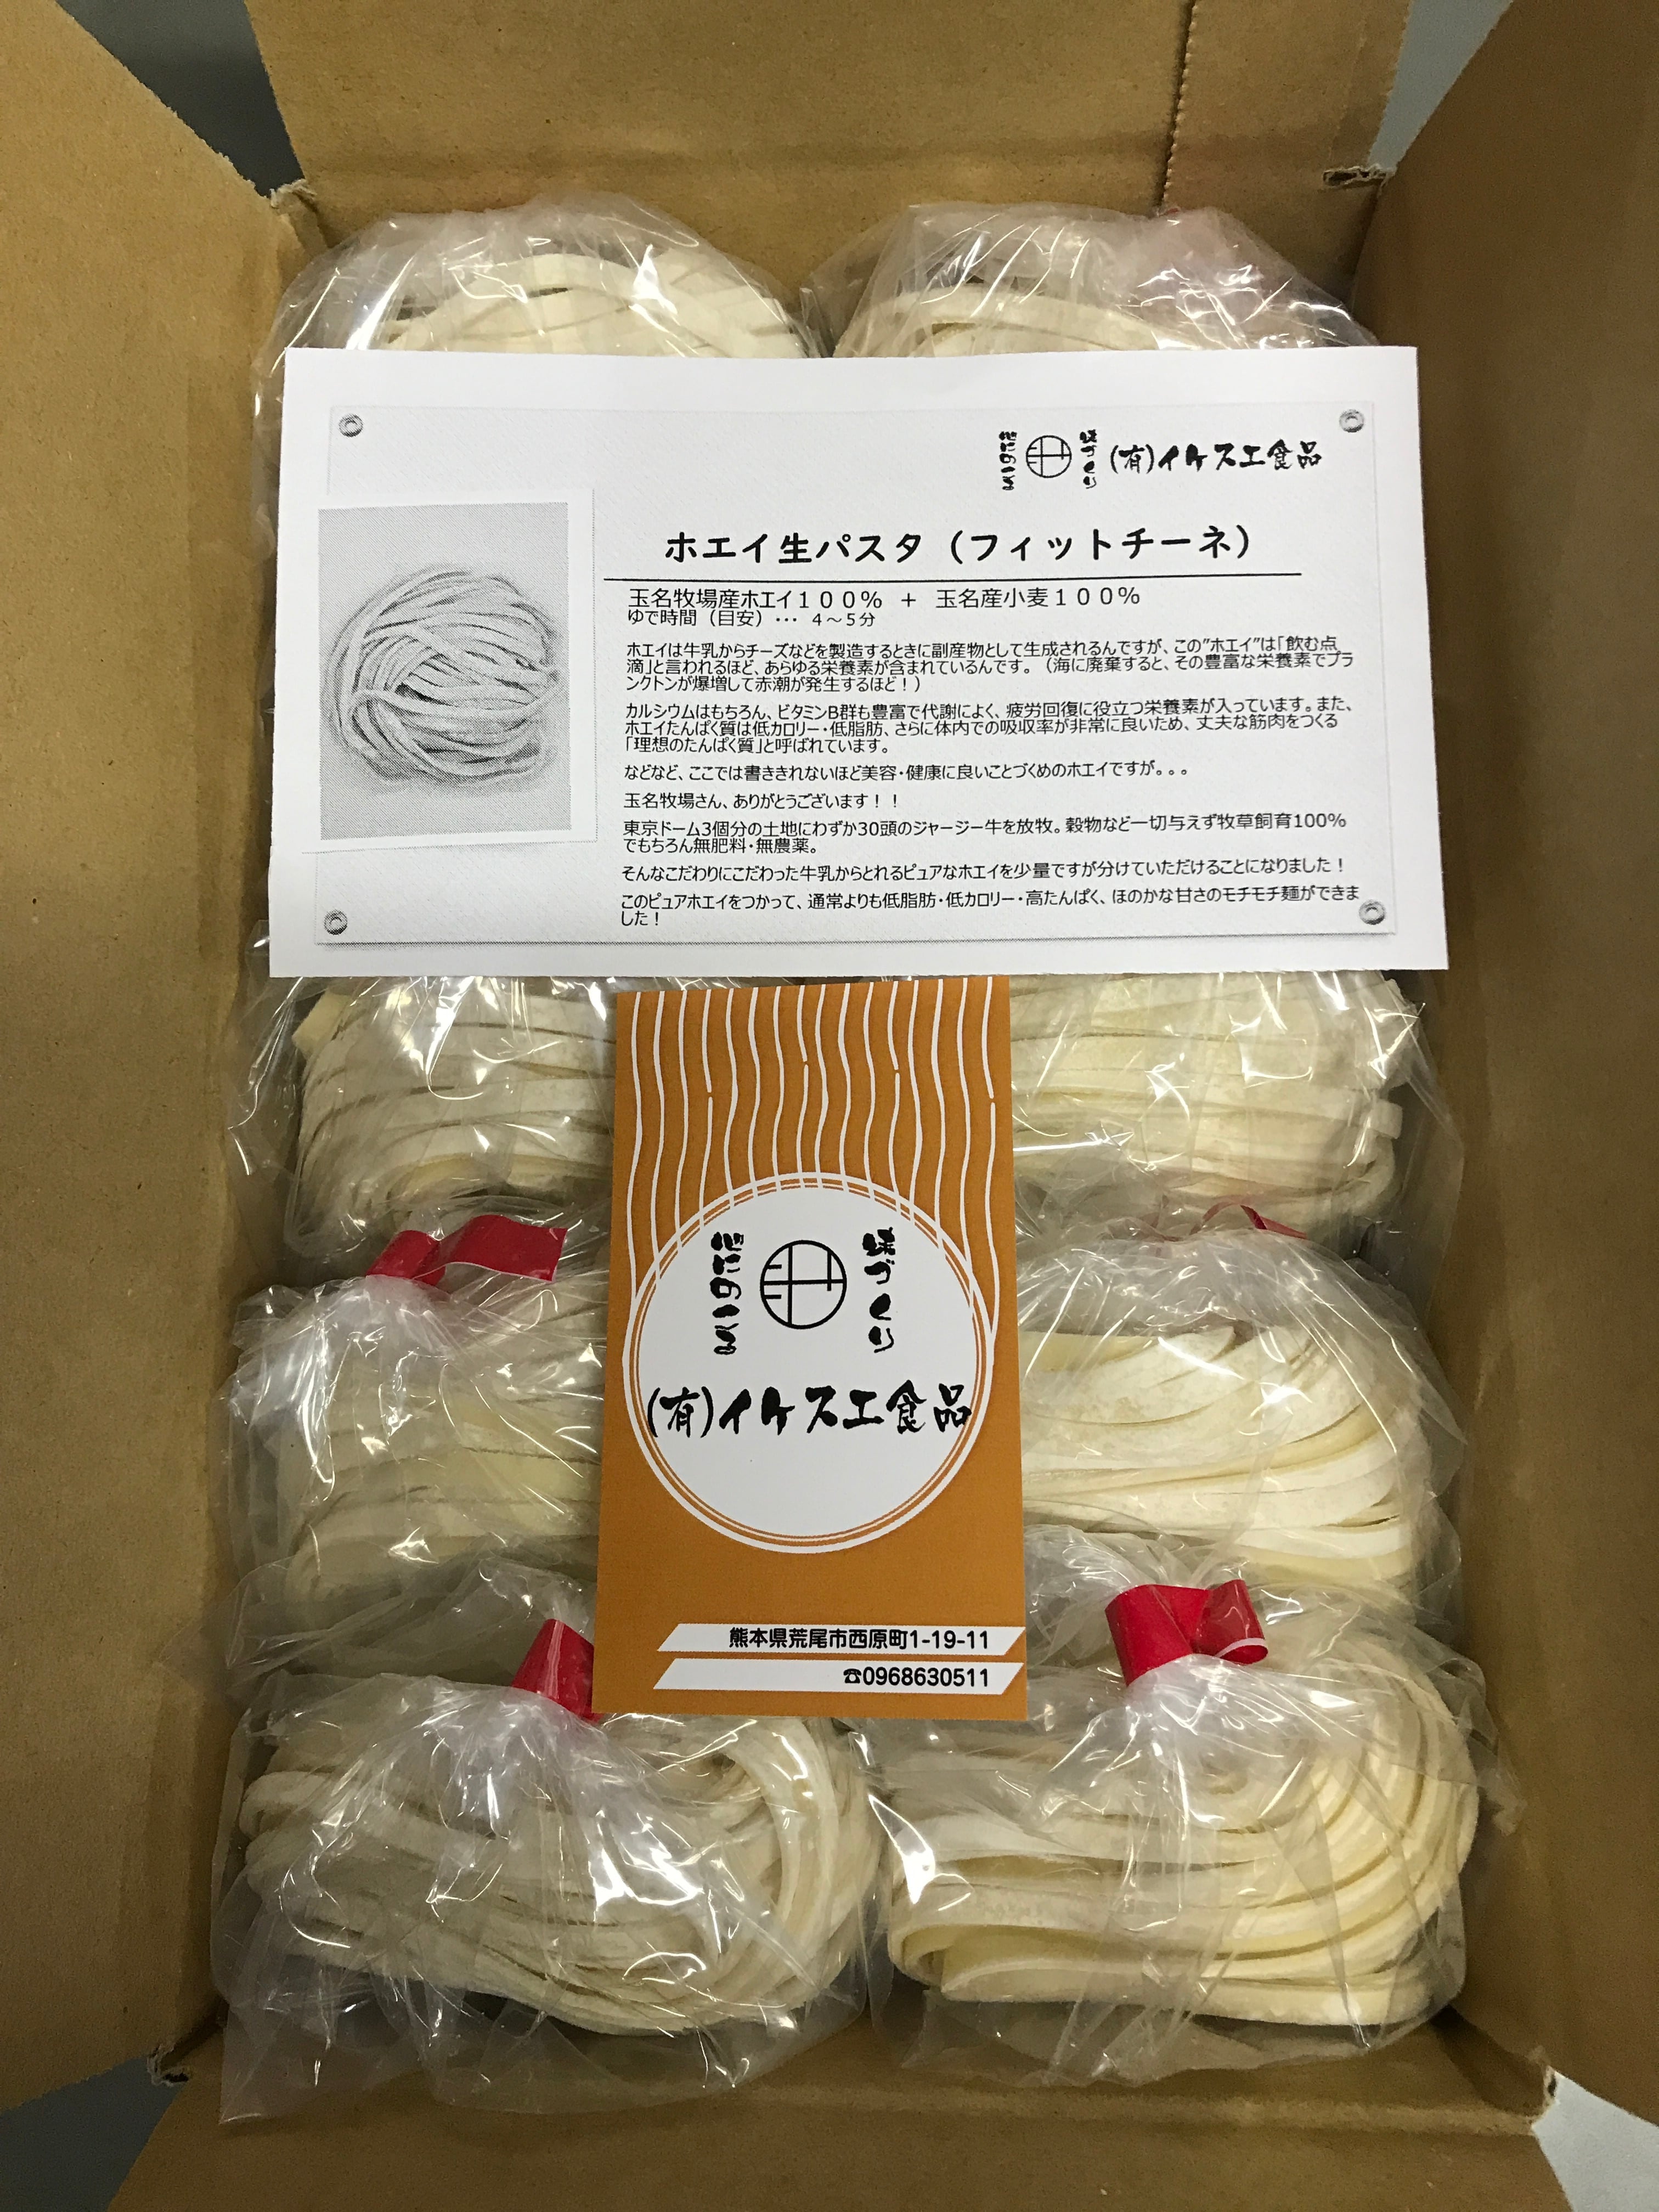 からだのつくる
味づくり
(有)イケスエ食品
ホエイ生パスタ（フィットチーネ）
玉名牧場産ホエイ１００％ ＋ 玉名産小麦１００％
ゆで時間（目安）･･･ ４～５分
ホエイは牛乳からチーズなどを製造するときに副産物として生成されるんですが、この”ホエイ”は「飲む点
滴」と言われるほど、あらゆる栄養素が含まれているんです。（海に廃棄すると、その豊富な栄養素でプラ
ンクトンが爆増して赤潮が発生するほど！）
カルシウムはもちろん、ビタミンB群も豊富で代謝によく、疲労回復に役立つ栄養素が入っています。また、
ホエイたんぱく質は低カロリー・低脂肪、さらに体内での吸収率が非常に良いため、丈夫な筋肉をつくる
「理想のたんぱく質」と呼ばれています。
などなど、ここでは書ききれないほど美容・健康に良いことづくめのホエイですが。。。
玉名牧場さん、ありがとうございます！！
東京ドーム3個分の土地にわずか30頭のジャージー牛を放牧。穀物など一切与えず牧草飼育100％
でもちろん無肥料・無農薬。
そんなこだわりにこだわった牛乳からとれるピュアなホエイを少量ですが分けていただけることになりました！
このピュアホエイをつかって、通常よりも低脂肪・低カロリー・高たんぱく、ほのかな甘さのモチモチ麺ができま
した！
味づくり
(有)イケスエ食品
熊本県荒尾市西原町1-19-11
☎0968630511